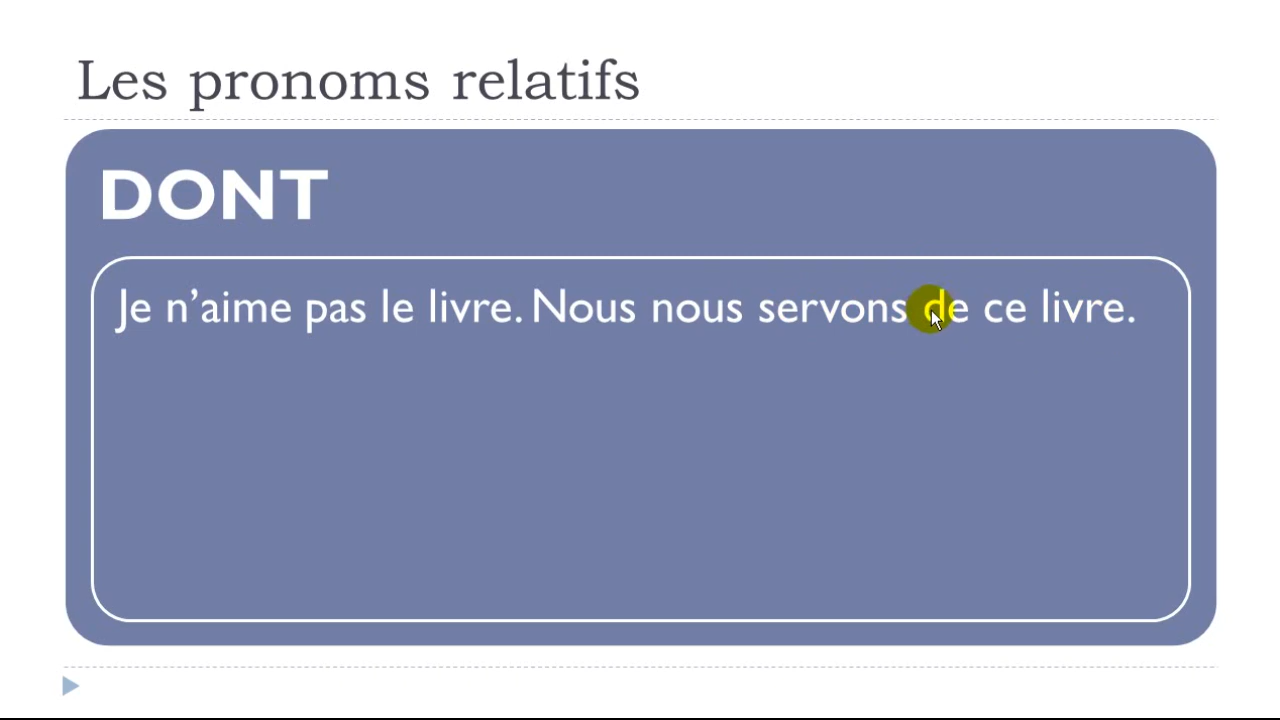 Les pronoms relatifs
DONT
Je n’aime pas le livre. Nous nous servons de ce livre.